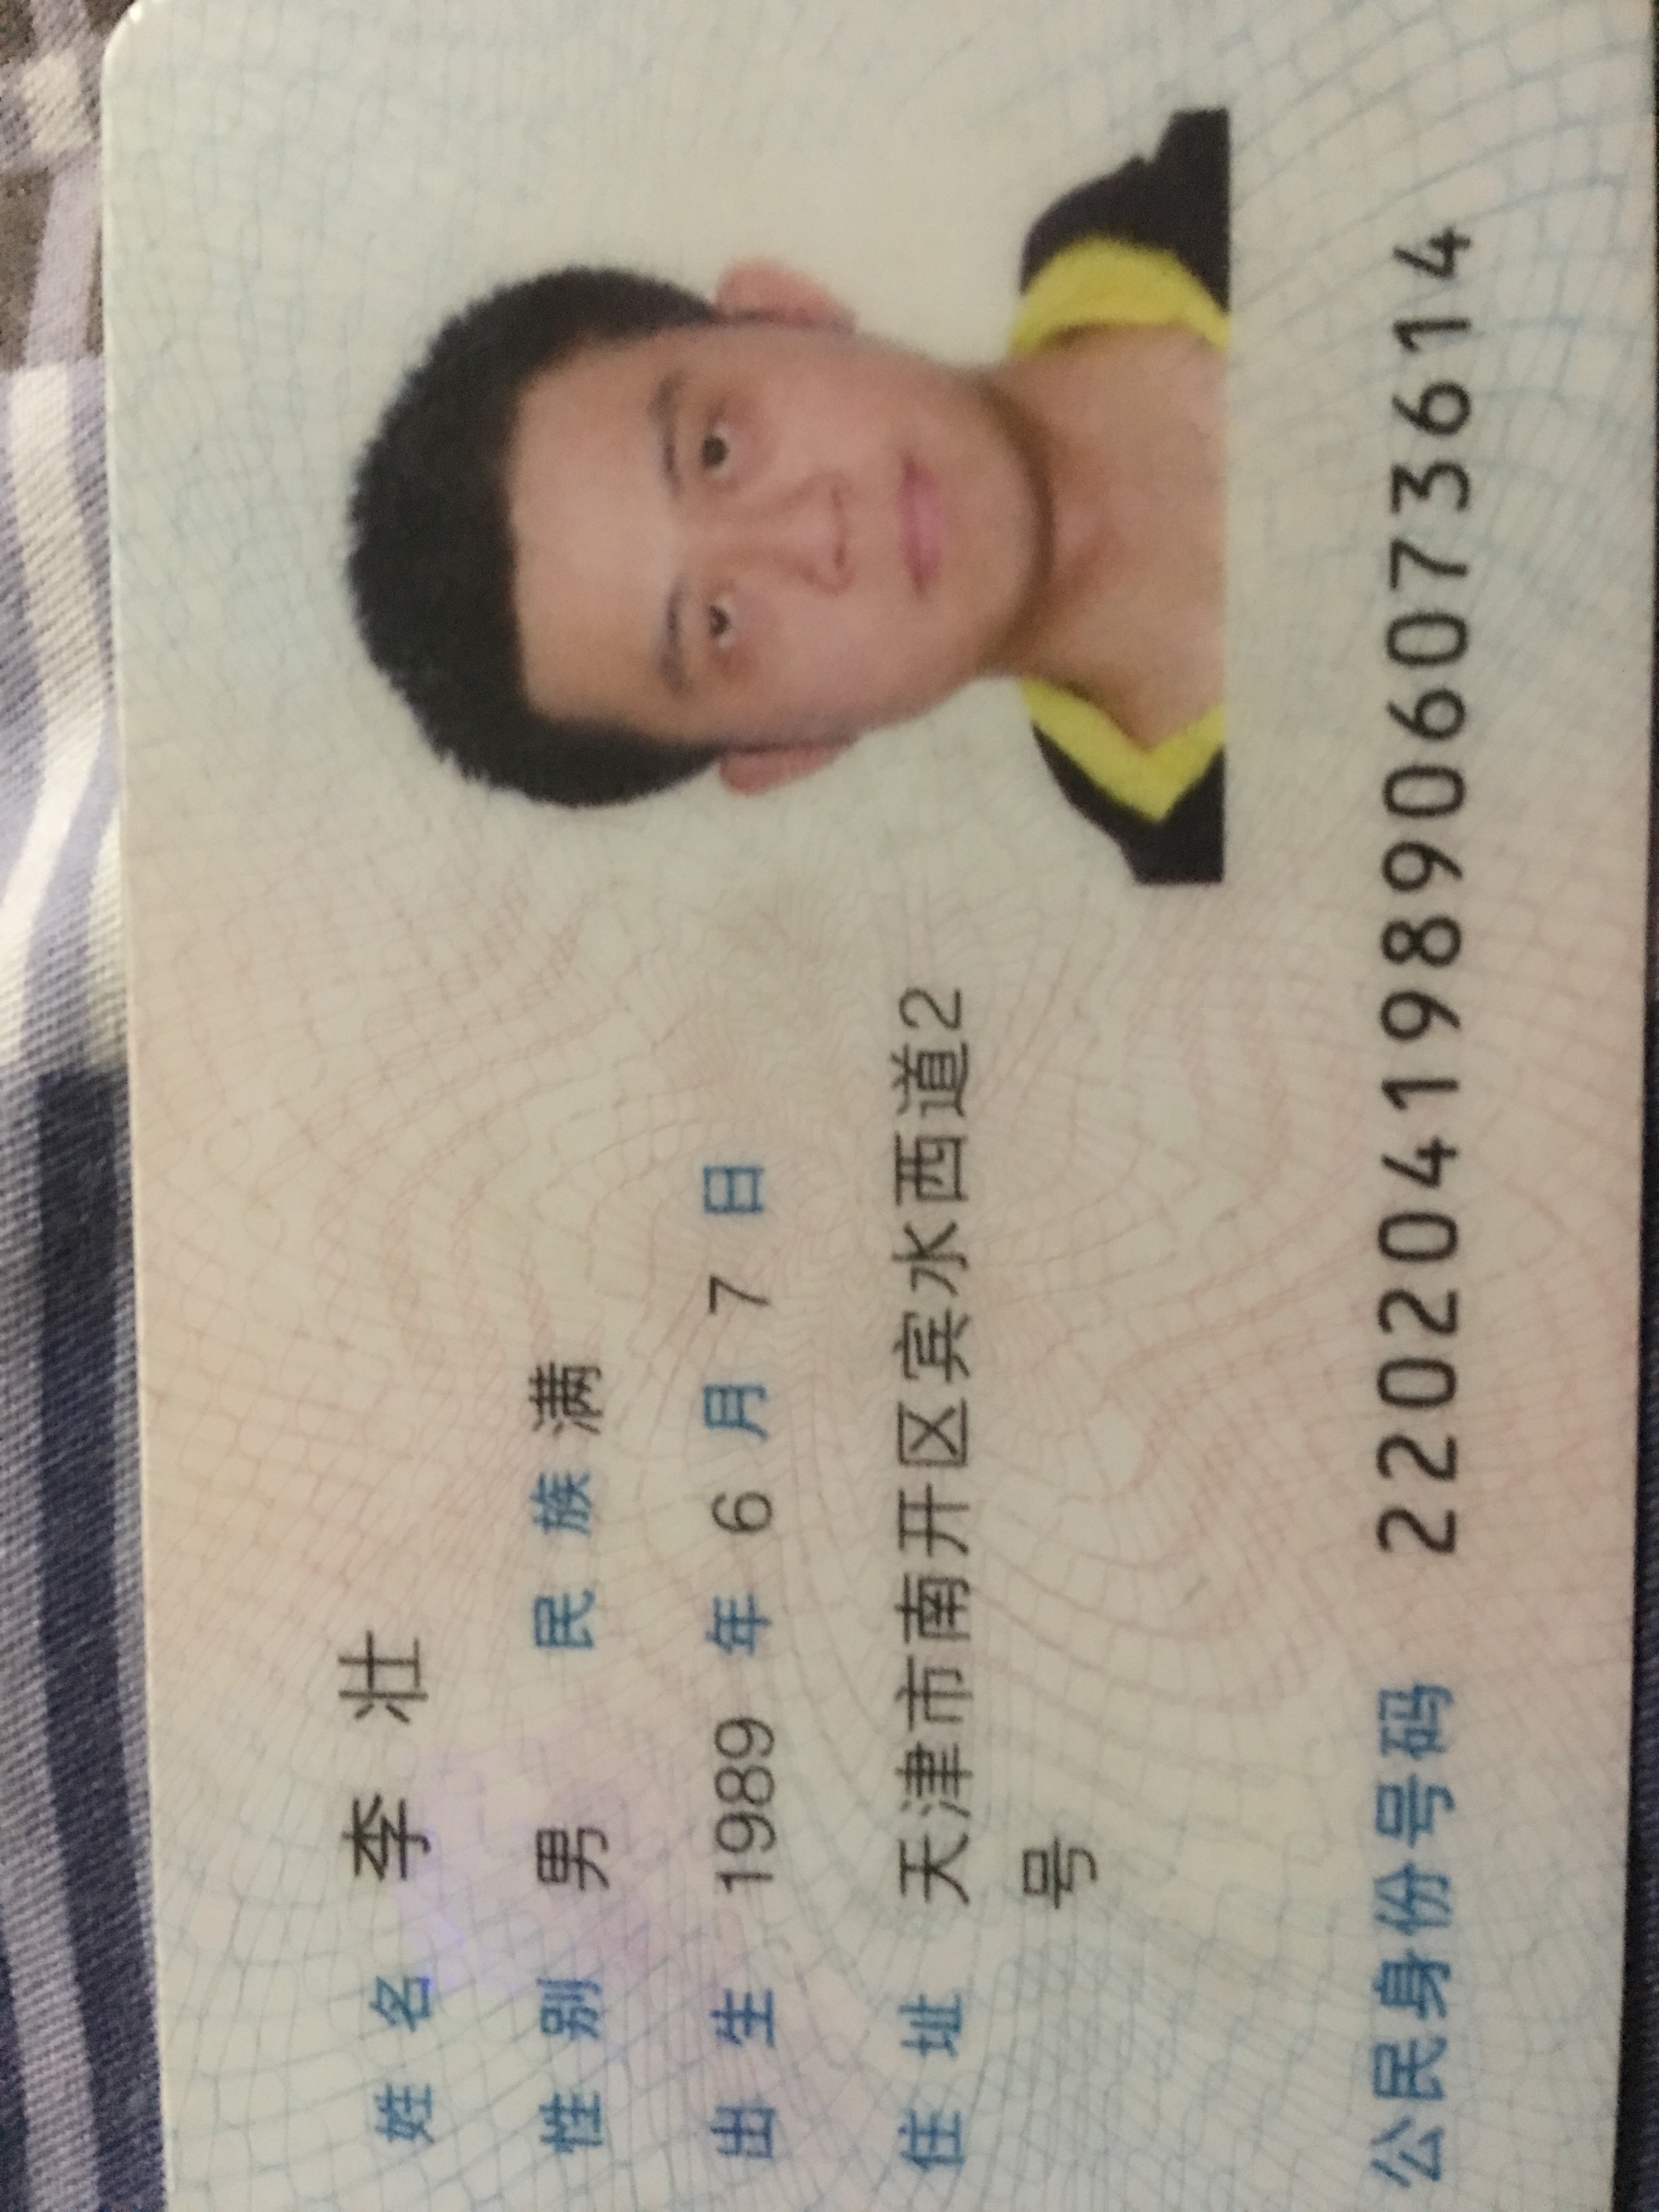 姓名 李壮
性别 男 民族 满
出生 1989 年 6 月 7 日
住址 天津市南开区宾水西道2
号
公民身份号码 220204198906073614